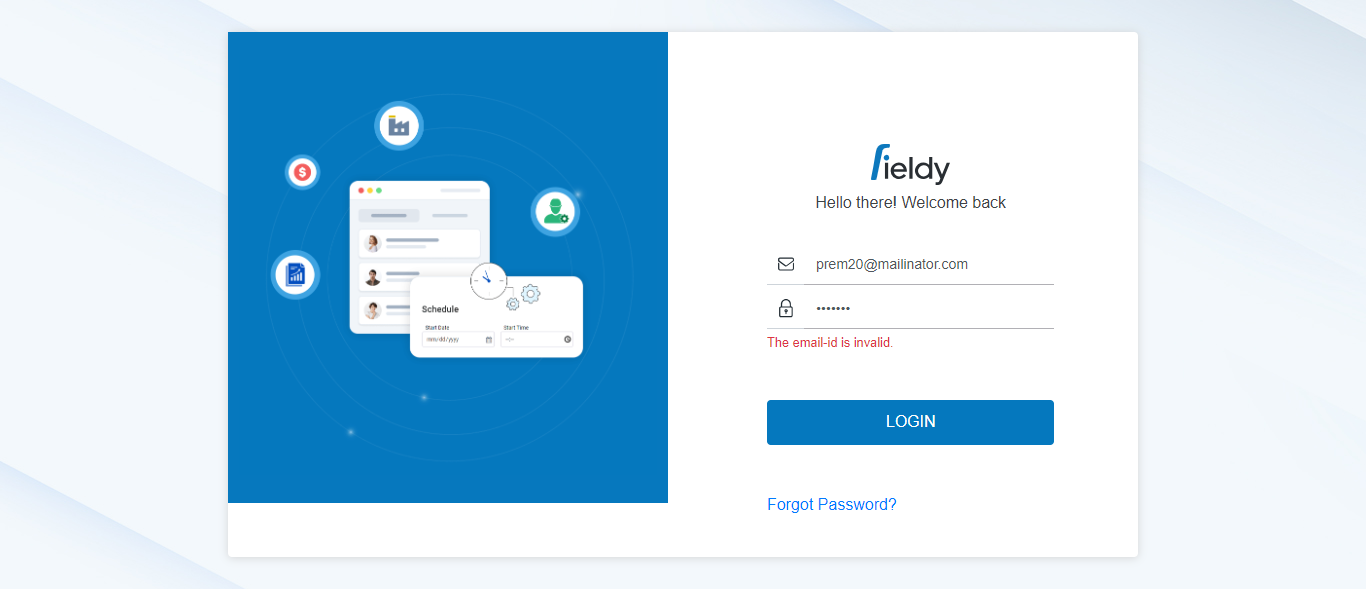 fieldy
Hello there! Welcome back
prem20@mailinator.com
•••••••
The email-id is invalid.
LOGIN
Forgot Password?
$
Schedule
Start Date
Start Time
mm-dd/yyyy
-:--